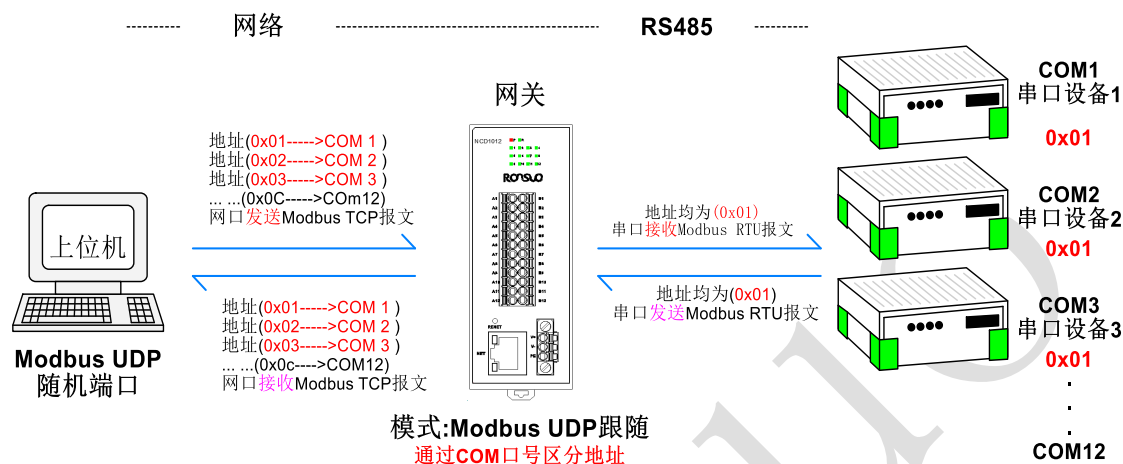 网络
RS485
网关
NCD1012
地址(0x01----->COM 1 )
地址(0x02----->COM 2 )
地址(0x03----->COM 3 )
... ...(0x0C----->COm12)
网口发送Modbus TCP报文
上位机
地址(0x01----->COM 1 )
地址(0x02----->COM 2 )
地址(0x03----->COM 3 )
... ...(0x0c---->COM12)
网口接收Modbus TCP报文
Modbus UDP
随机端口
RESET
NET
V+
V-
模式:Modbus UDP跟随
通过COM口号区分地址
地址均为(0x01)
串口接收Modbus RTU报文
地址均为(0x01)
串口发送Modbus RTU报文
COM1
串口设备1
0x01
COM2
串口设备2
0x01
COM3
串口设备3
0x01
COM12